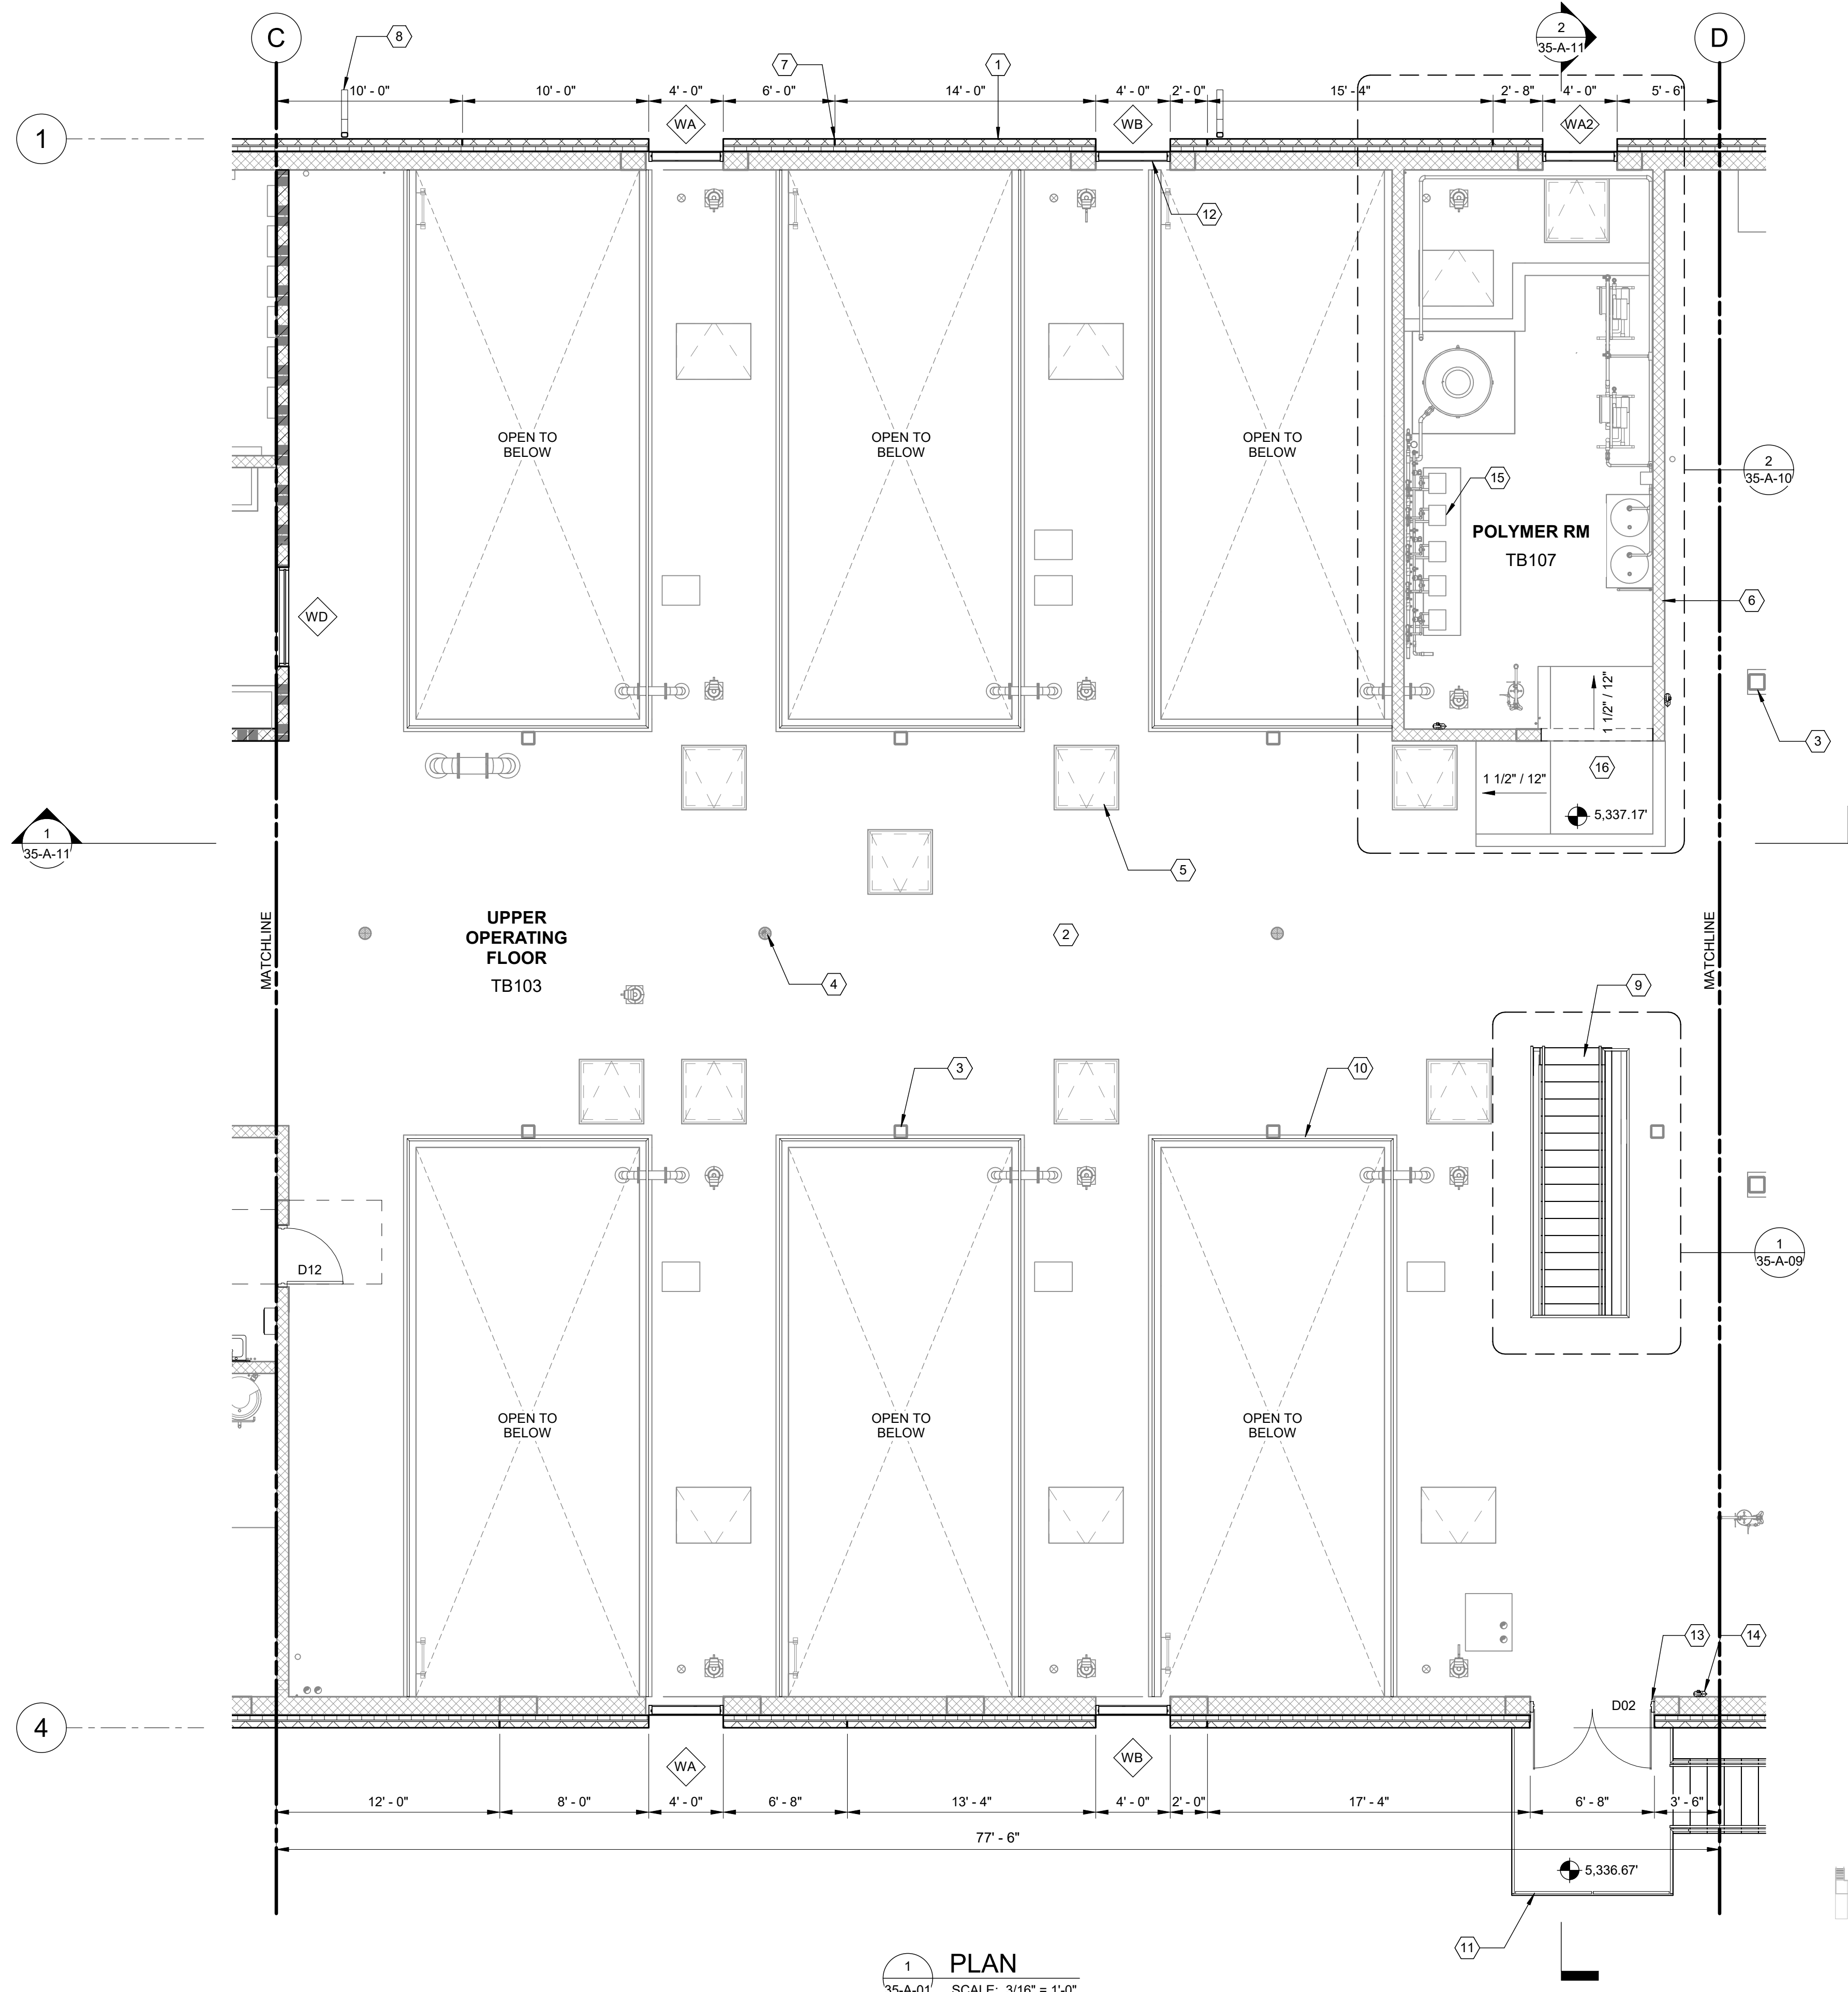 C
8
7
1
2
35-A-11
D
10' - 0"
10' - 0"
4' - 0"
6' - 0"
14' - 0"
4' - 0"
2' - 0"
15' - 4"
2' - 8"
4' - 0"
5' - 6"
1
WA
WB
WA2
12
OPEN TO
BELOW
OPEN TO
BELOW
OPEN TO
BELOW
2
35-A-10
15
POLYMER RM
TB107
6
WD
1 1/2" / 12"
3
16
1 1/2" / 12"
5,337.17'
1
35-A-11
5
MATCHLINE
UPPER
OPERATING
FLOOR
TB103
2
MATCHLINE
4
9
3
10
D12
1
35-A-09
OPEN TO
BELOW
OPEN TO
BELOW
OPEN TO
BELOW
13
14
D02
4
WA
WB
12' - 0"
8' - 0"
4' - 0"
6' - 8"
13' - 4"
4' - 0"
2' - 0"
17' - 4"
6' - 8"
3' - 6"
77' - 6"
5,336.67'
11
1
35-A-01
PLAN
SCALE: 3/16" = 1'-0"